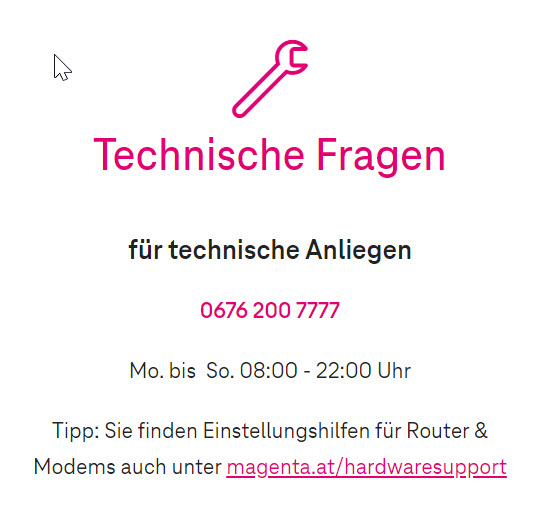 Technische Fragen
für technische Anliegen
0676 200 7777
Mo. bis  So. 08:00 - 22:00 Uhr
Tipp: Sie finden Einstellungshilfen für Router &
Modems auch unter magenta.at/hardwaresupport